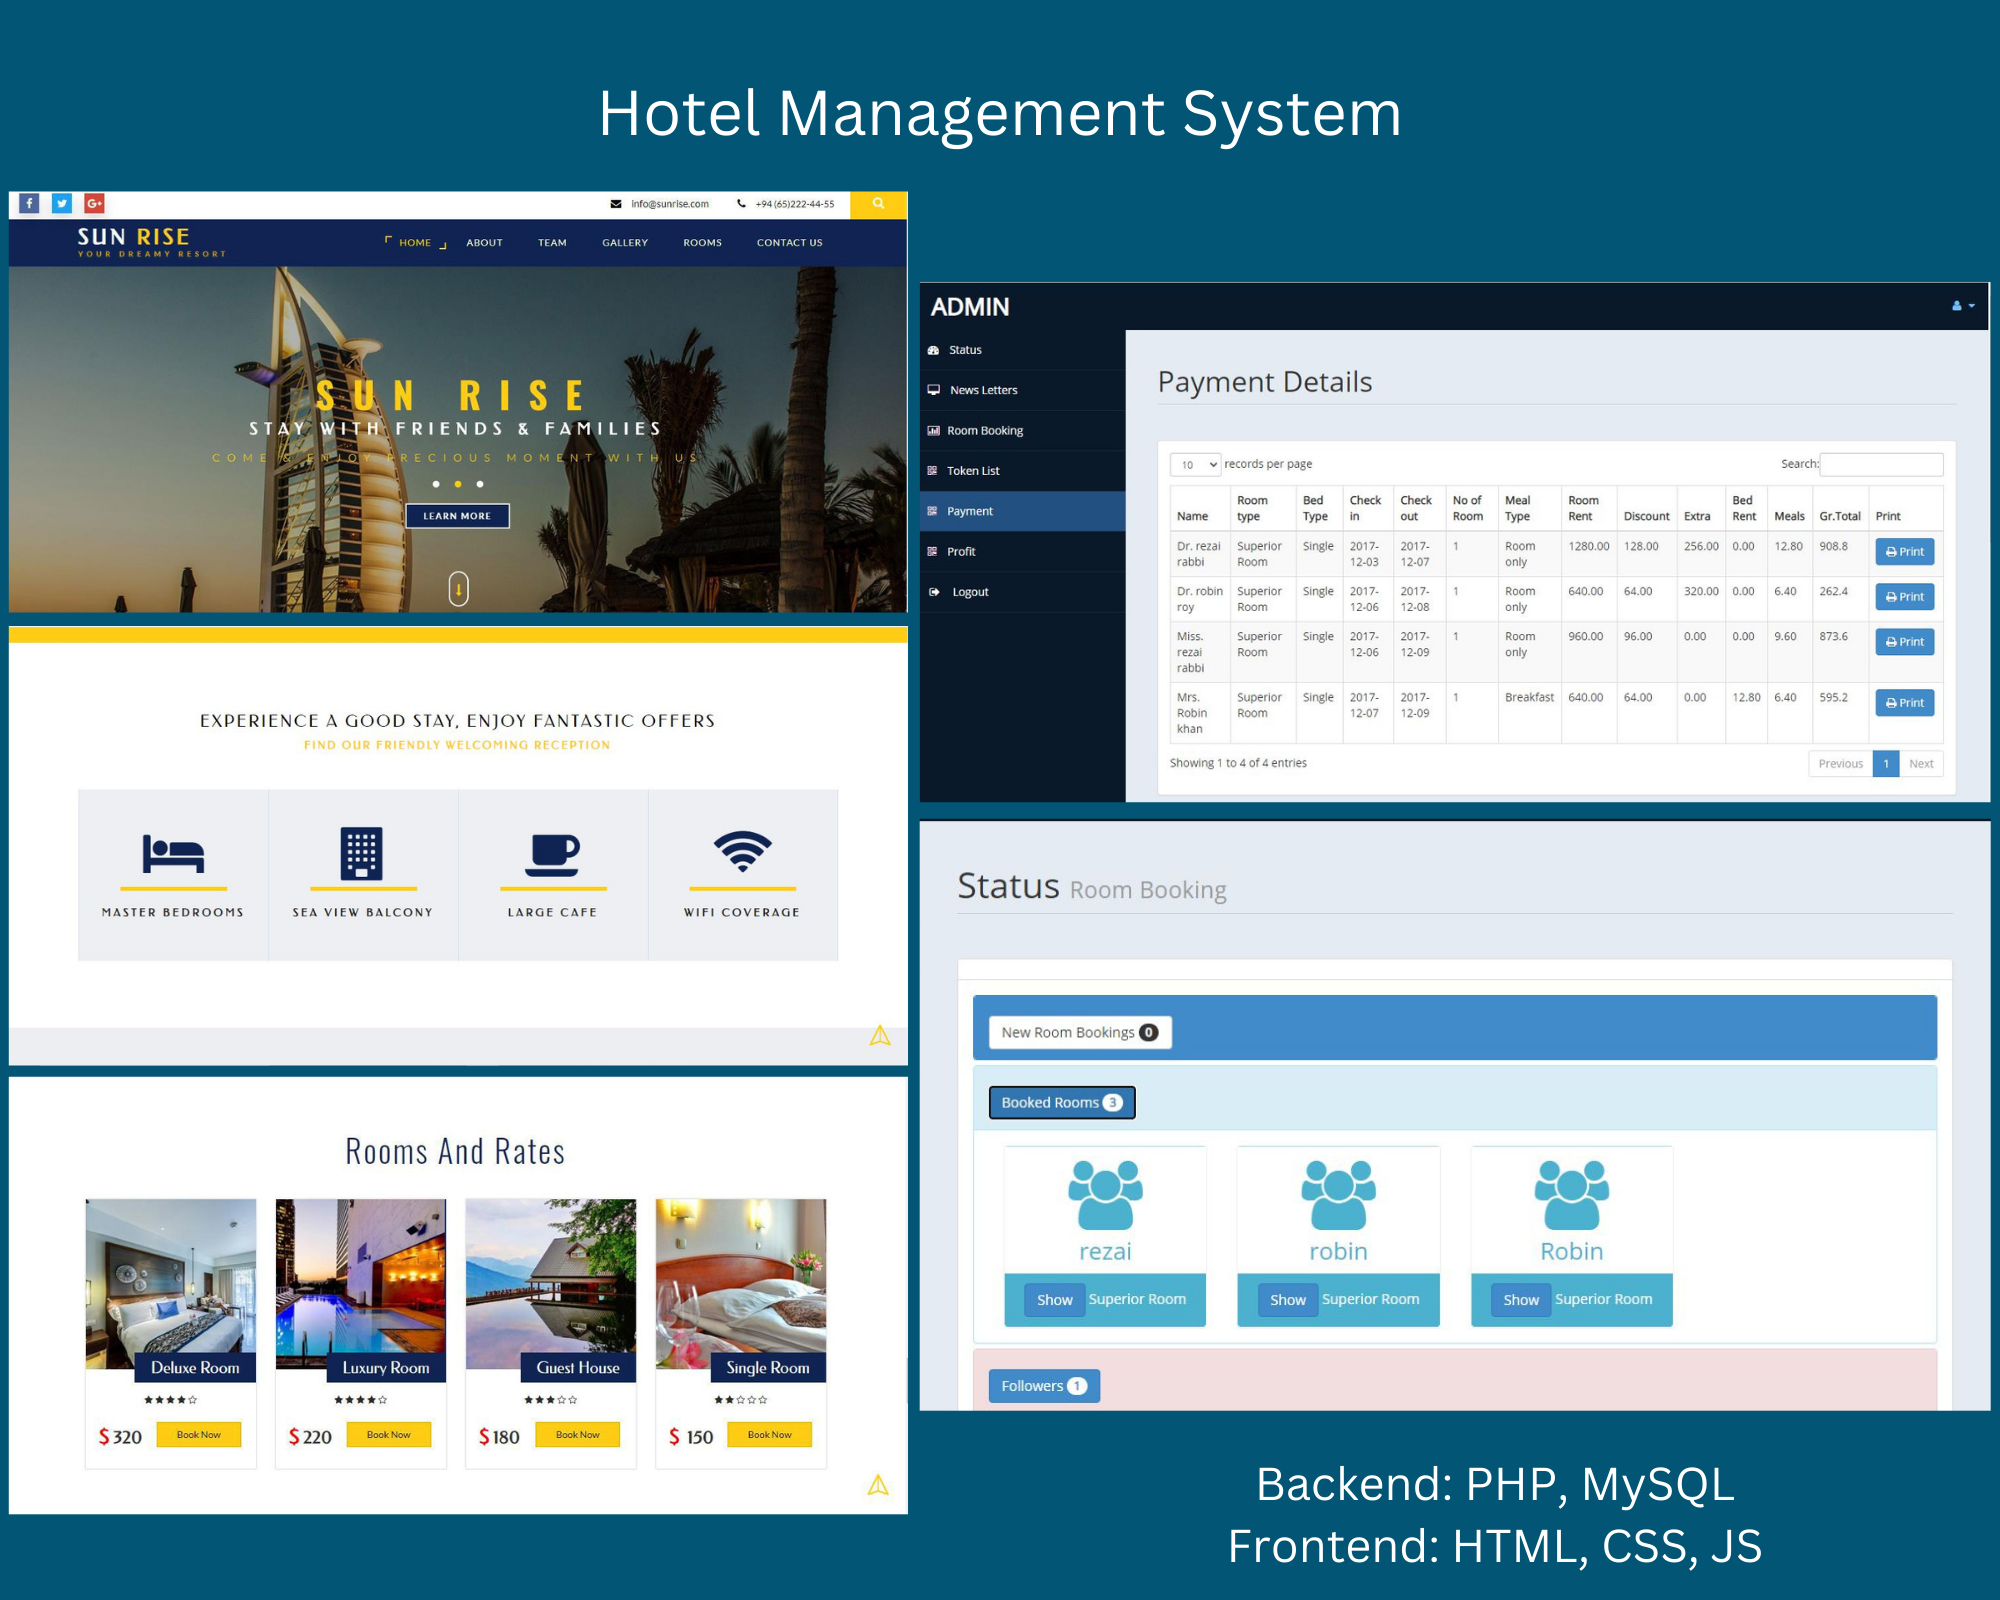 Hotel Management System
info@sunrise.com +94 (65)222-44-55
SUN RISE
YOUR DREAMY RESORT
HOME ABOUT TEAM GALLERY ROOMS CONTACT US
SUN RISE
STAY WITH FRIENDS & FAMILIES
COME & ENJOY PRECIOUS MOMENT WITH US
LEARN MORE
EXPERIENCE A GOOD STAY, ENJOY FANTASTIC OFFERS
FIND OUR FRIENDLY WELCOMING RECEPTION
MASTER BEDROOMS SEA VIEW BALCONY LARGE CAFE WIFI COVERAGE
Rooms And Rates
Deluxe Room Luxury Room Guest House Single Room
$ 320 Book Now $ 220 Book Now $ 180 Book Now $ 150 Book Now
ADMIN
Status
News Letters
Room Booking
Token List
Payment
Profit
Logout
Payment Details
10 records per page Search:
Name Room type Bed Type Check in Check out No of Room Meal Type Room Rent Discount Extra Bed Rent Meals Gr.Total Print
Dr. rezai rabbi Superior Room Single 2017-12-03 2017-12-07 1 Room only 1280.00 128.00 256.00 0.00 12.80 908.8 Print
Dr. robin roy Superior Room Single 2017-12-06 2017-12-08 1 Room only 640.00 64.00 320.00 0.00 6.40 262.4 Print
Miss. rezai rabbi Superior Room Single 2017-12-06 2017-12-09 1 Room only 960.00 96.00 0.00 0.00 9.60 873.6 Print
Mrs. Robin khan Superior Room Single 2017-12-07 2017-12-09 1 Breakfast 640.00 64.00 0.00 12.80 6.40 595.2 Print
Showing 1 to 4 of 4 entries Previous 1 Next
Status Room Booking
New Room Bookings 0
Booked Rooms 3
rezai robin Robin
Show Superior Room Show Superior Room Show Superior Room
Followers 1
Backend: PHP, MySQL
Frontend: HTML, CSS, JS